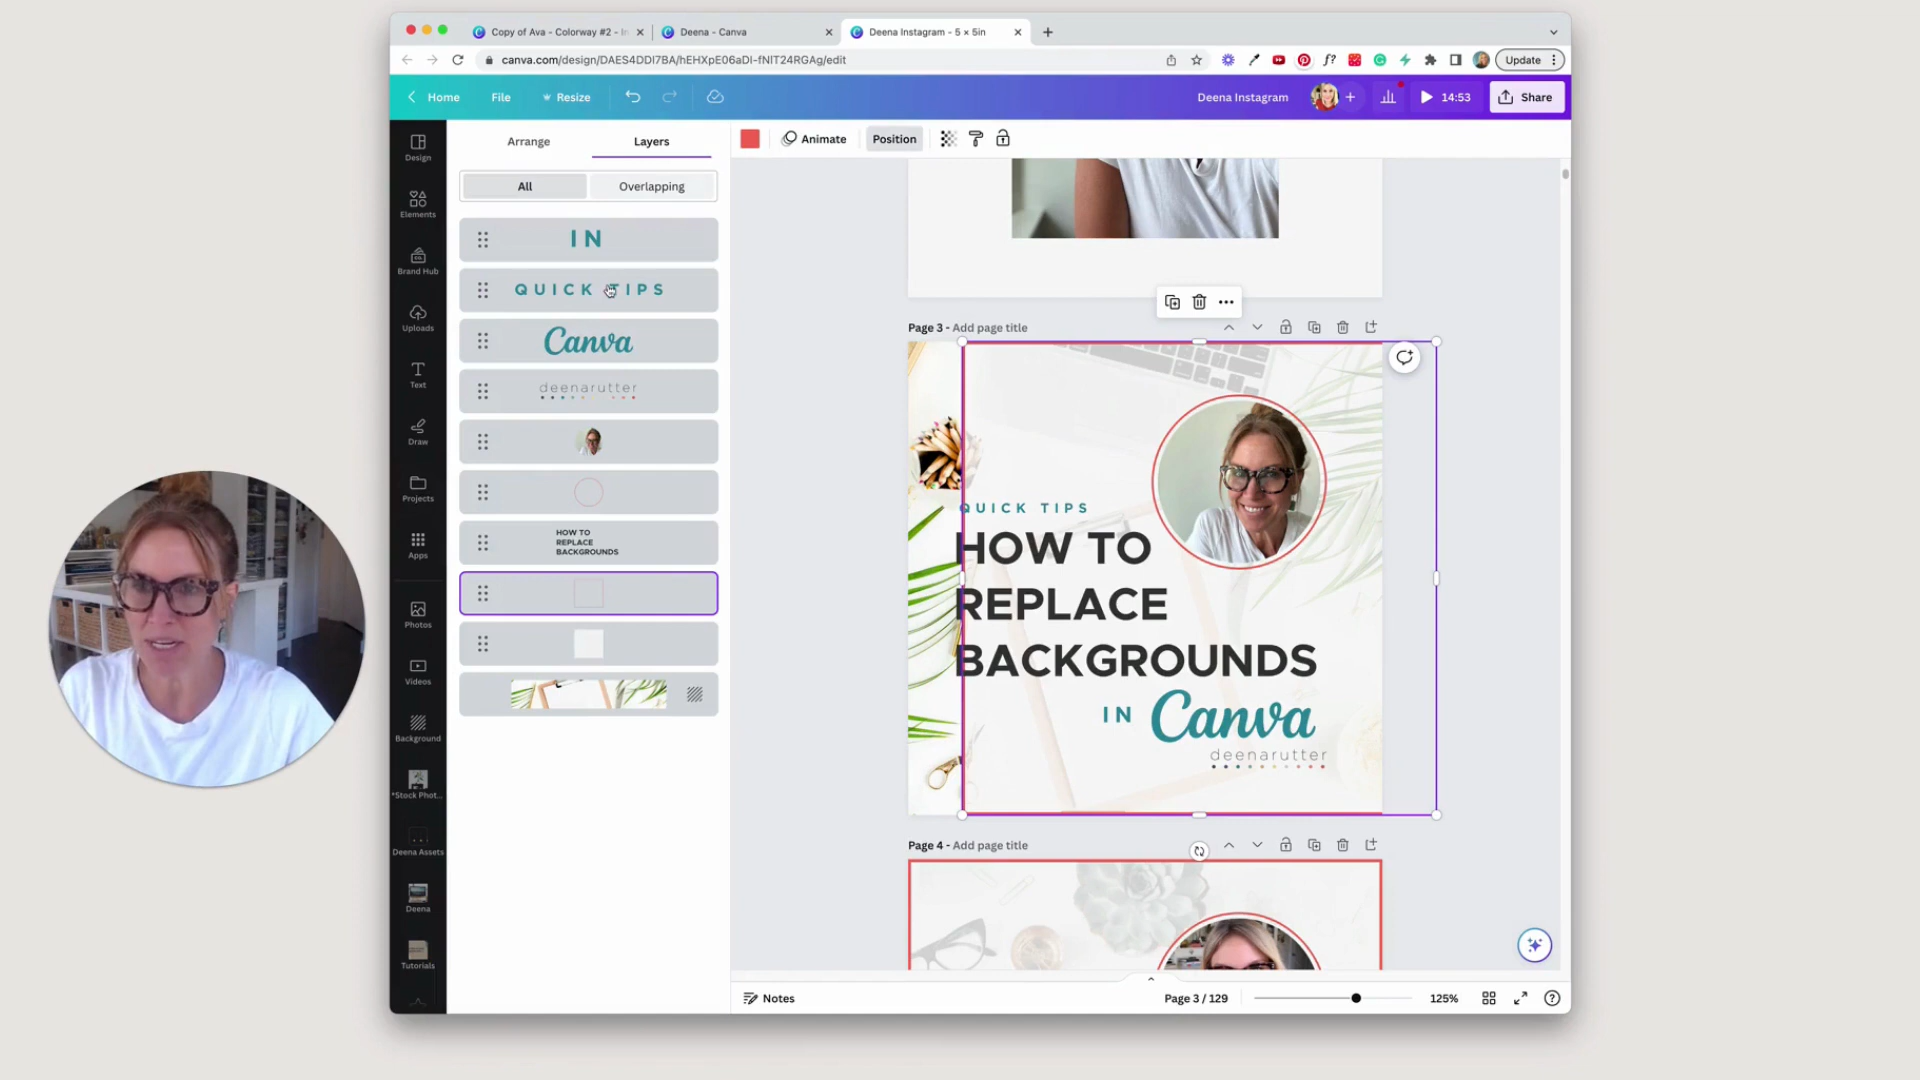 Copy of Ava - Colorway #2 - In
Deena - Canva
Deena Instagram - 5 × 5in
canva.com/design/DAES4DDI7BA/hEHXpE06aDI-fNIT24RGAg/edit
Update
Home
File
Resize
Deena Instagram
14:53
Share
Design
Elements
Brand Hub
Uploads
Text
Draw
Projects
Apps
Photos
Videos
Background
*Stock Phot...
Deena Assets
Deena
Tutorials
Arrange
Layers
All
Overlapping
IN
QUICK TIPS
Canva
deenarutter
HOW TO
REPLACE
BACKGROUNDS
Animate
Position
Page 3 - Add page title
QUICK TIPS
HOW TO
REPLACE
BACKGROUNDS
IN Canva
deenarutter
Page 4 - Add page title
Notes
Page 3 / 129
125%